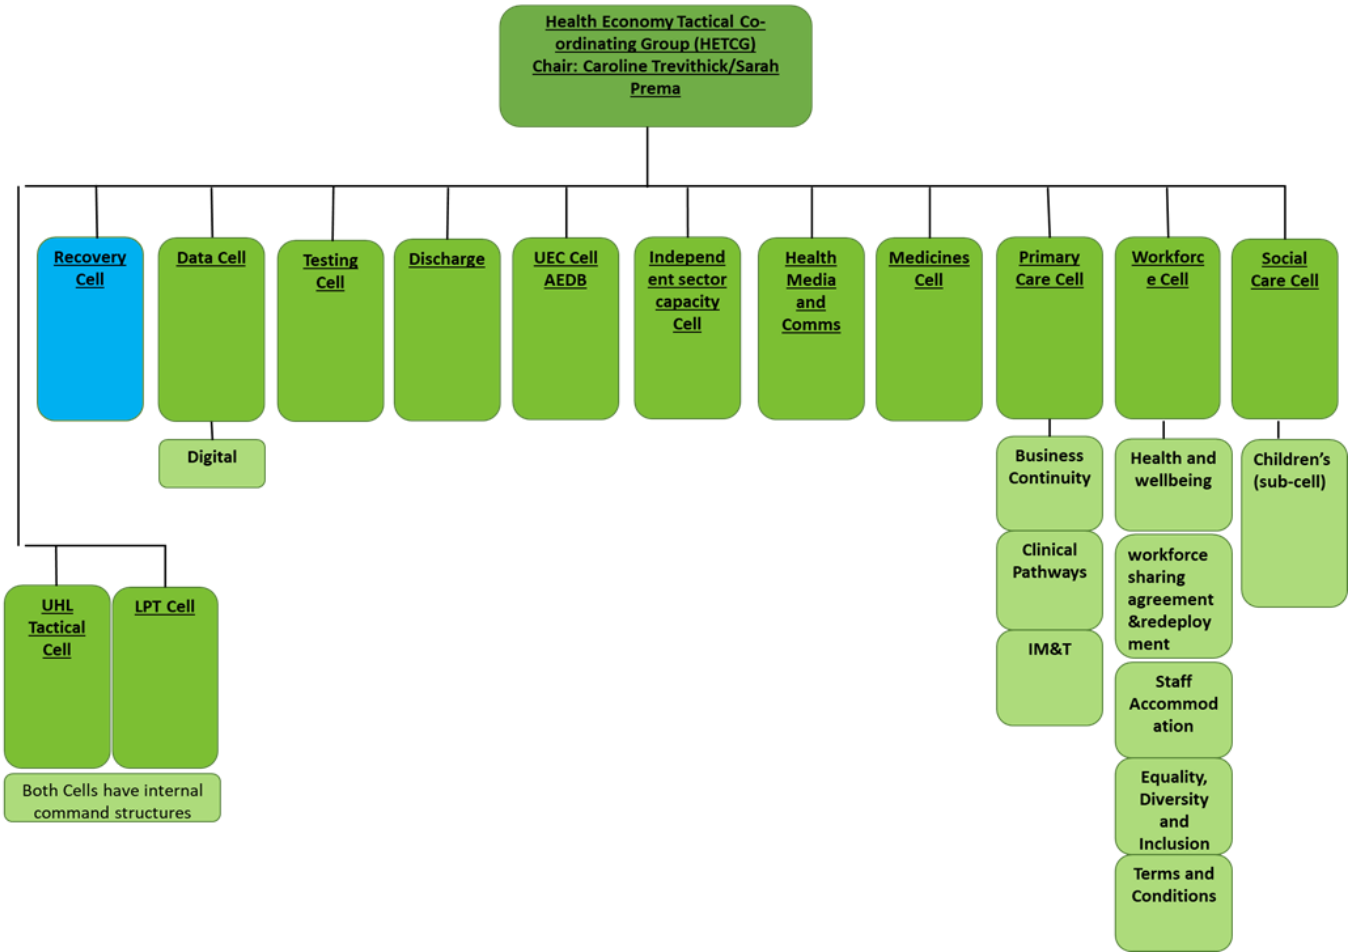 Health Economy Tactical Co-
ordinating Group (HETCG)
Chair: Caroline Trevithick/Sarah
Prema
Recovery
Cell
Data Cell
Testing
Cell
Discharge
UEC Cell
AEDB
Independ
ent sector
capacity
Cell
Health
Media
and
Comms
Medicines
Cell
Primary
Care Cell
Workforc
e Cell
Social
Care Cell
Digital
Business
Continuity
Clinical
Pathways
IM&T
Health and
wellbeing
workforce
sharing
agreement
&redeploy
ment
Staff
Accommod
ation
Equality,
Diversity
and
Inclusion
Terms and
Conditions
Children’s
(sub-cell)
UHL
Tactical
Cell
LPT Cell
Both Cells have internal
command structures